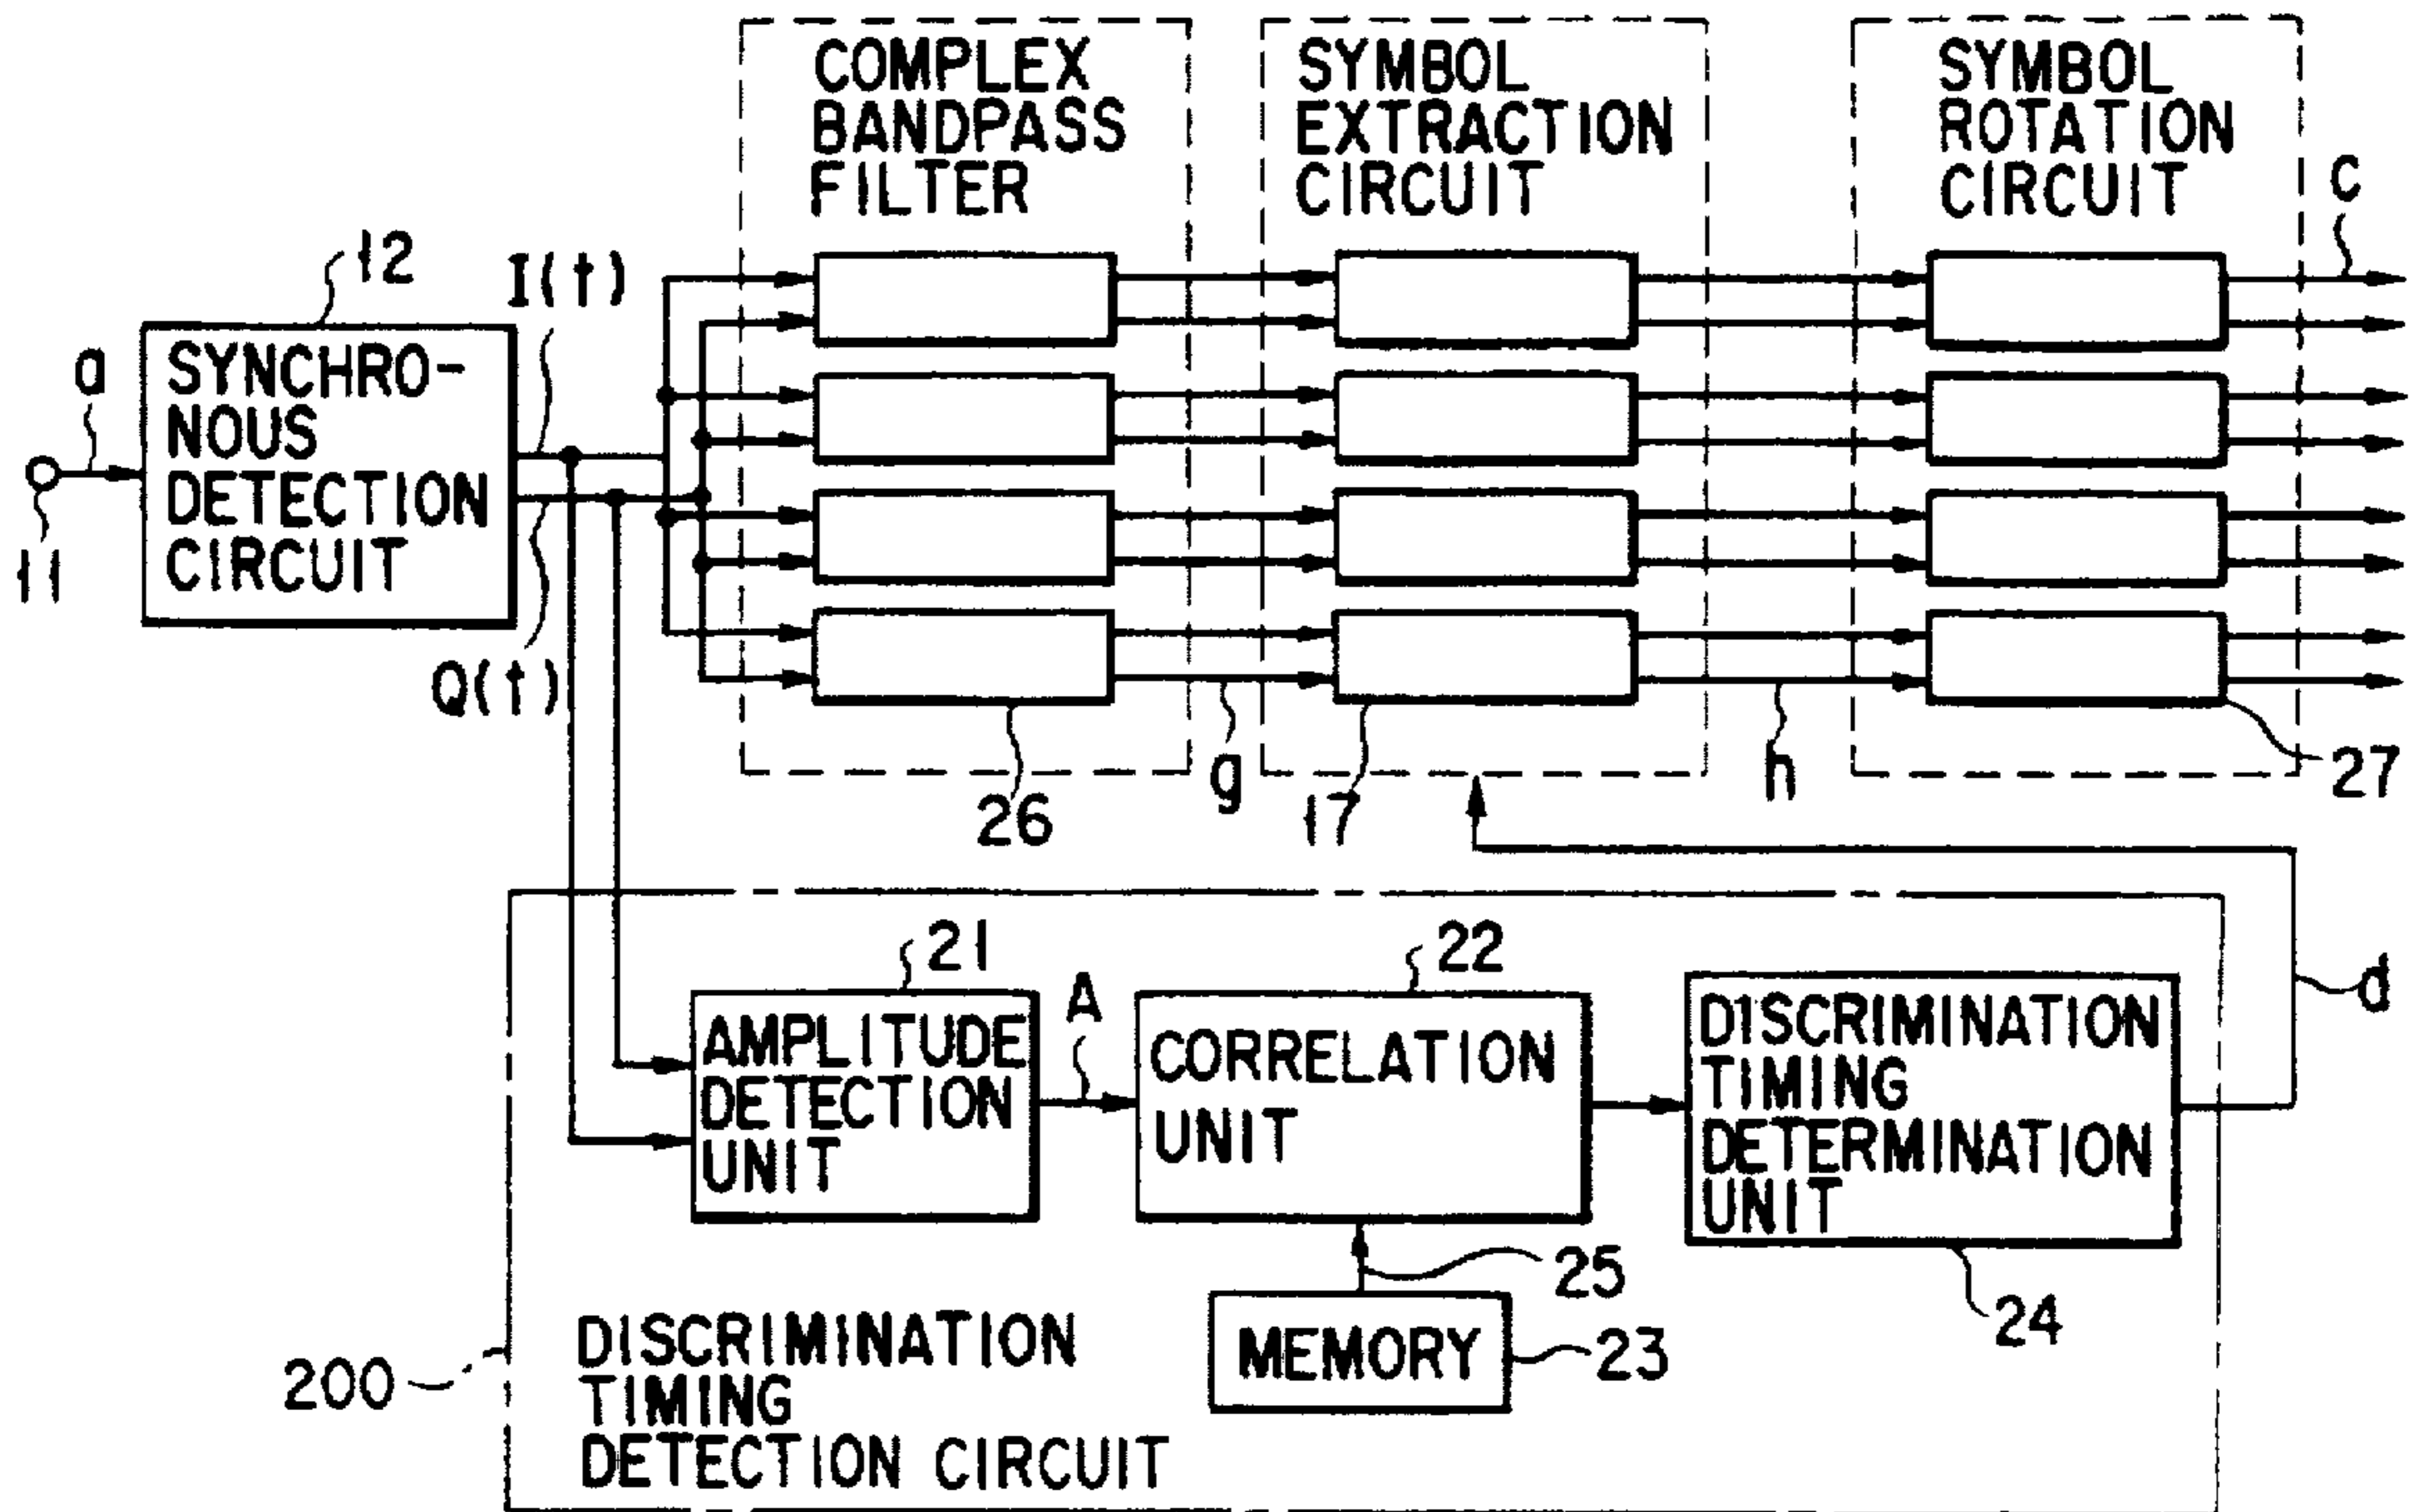 COMPLEX
BANDPASS
FILTER
SYMBOL
EXTRACTION
CIRCUIT
SYMBOL
ROTATION
CIRCUIT
c
12
I(t)
a
SYNCHRO-
NOUS
DETECTION
CIRCUIT
11
Q(t)
26
g
17
h
27
21
A
22
d
AMPLITUDE
DETECTION
UNIT
CORRELATION
UNIT
DISCRIMINATION
TIMING
DETERMINATION
UNIT
25
24
MEMORY
23
200
DISCRIMINATION
TIMING
DETECTION CIRCUIT